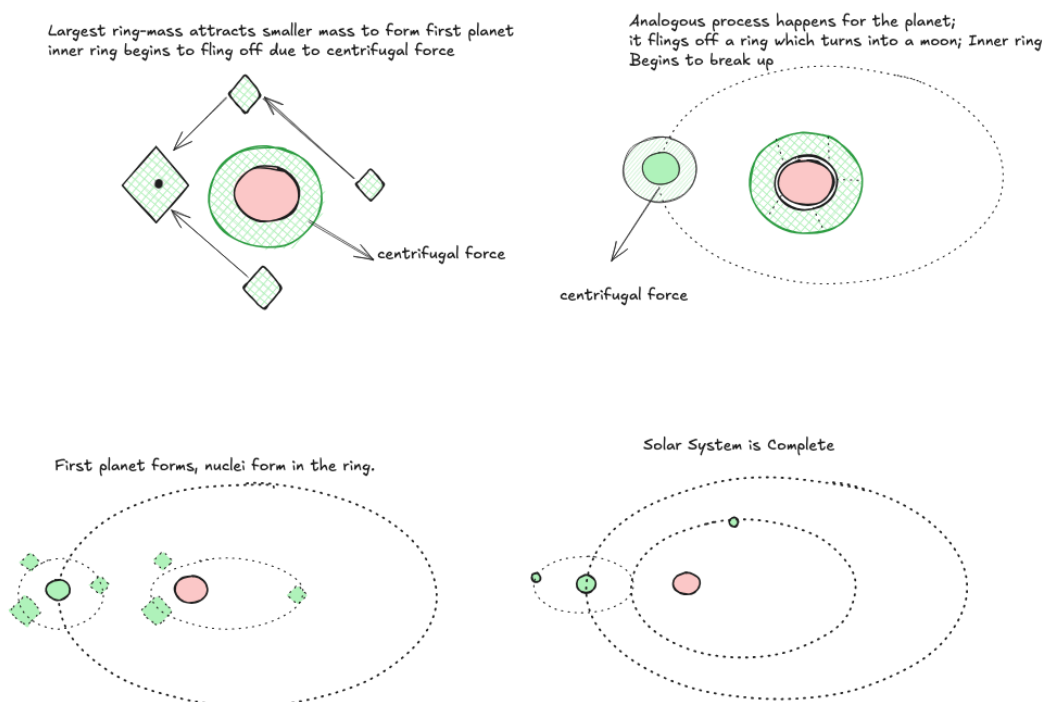 Largest ring-mass attracts smaller mass to form first planet
inner ring begins to fling off due to centrifugal force
centrifugal force
Analogous process happens for the planet;
it flings off a ring which turns into a moon; Inner ring
Begins to break up
centrifugal force
First planet forms, nuclei form in the ring.
Solar System is Complete